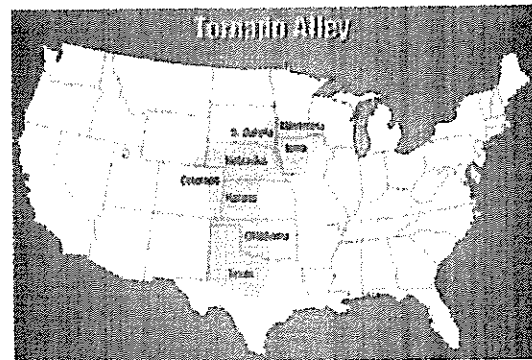 Tornado Alley
S. Dakota
Minnesota
Iowa
Nebraska
Colorado
Kansas
Oklahoma
Texas